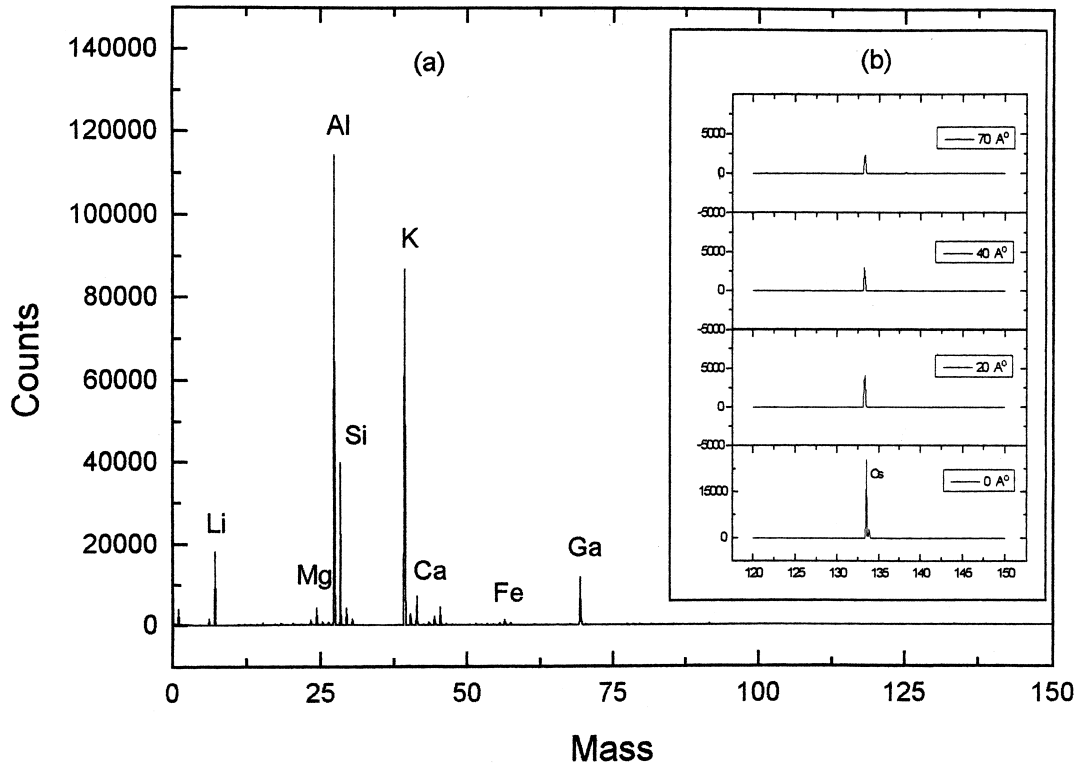 (a)
(b)
140000
120000
100000
80000
60000
40000
20000
0
Counts
Li
Mg
Al
Si
K
Ca
Fe
Ga
0
25
50
75
100
125
150
Mass
5000
0
-5000
70 A°
5000
0
-5000
40 A°
5000
0
-5000
20 A°
15000
0
Cs
0 A°
120
125
130
135
140
145
150